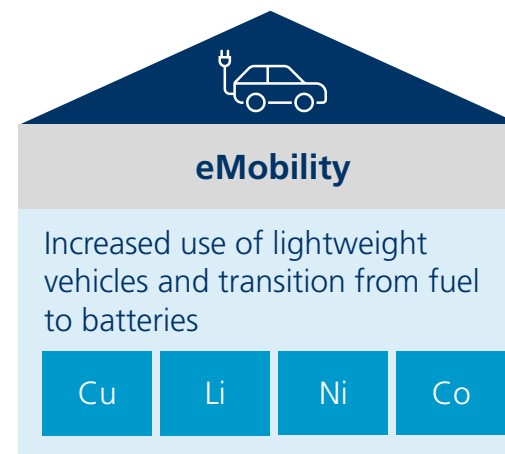 eMobility
Increased use of lightweight
vehicles and transition from fuel
to batteries
Cu Li Ni Co